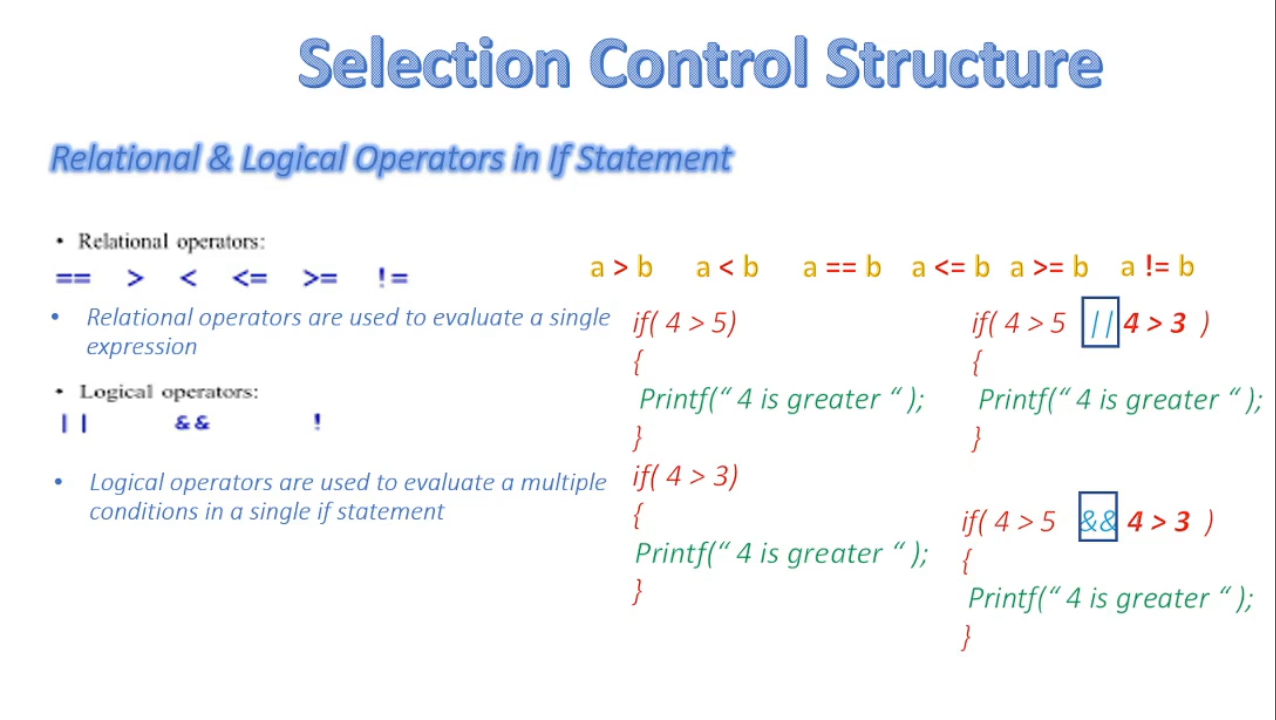 Selection Control Structure
Relational & Logical Operators in If Statement
• Relational operators:
== > < <= >= !=
• Relational operators are used to evaluate a single
expression
• Logical operators:
|| && !
• Logical operators are used to evaluate a multiple
conditions in a single if statement
a > b a < b a == b a <= b a >= b a != b
if( 4 > 5)
{
Printf(“ 4 is greater “ );
}
if( 4 > 3)
{
Printf(“ 4 is greater “ );
}
if( 4 > 5 || 4 > 3 )
{
Printf(“ 4 is greater “ );
}
if( 4 > 5 && 4 > 3 )
{
Printf(“ 4 is greater “ );
}